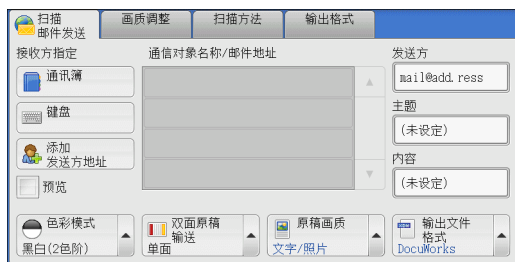 扫描
邮件发送
画质调整
扫描方法
输出格式
接收方指定
通信对象名称/邮件地址
发送方
通讯簿
mail@add.ress
键盘
主题
(未设定)
添加
发送方地址
内容
预览
(未设定)
色彩模式
黑白(2色阶)
双面原稿
输送
单面
原稿画质
文字/照片
输出文件
格式
DocuWorks